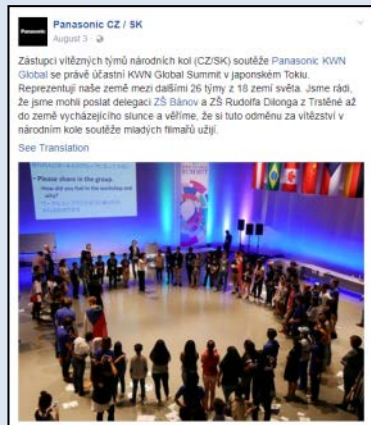 Panasonic
Panasonic CZ / SK
August 3 ·
Zástupci vítězných týmů národních kol (CZ/SK) soutěže Panasonic KWN
Global se právě účastní KWN Global Summit v japonském Tokiu.
Reprezentují naše země mezi dalšími 26 týmy z 18 zemí světa. Jsme rádi,
že jsme mohli poslat delegaci ZŠ Bánov a ZŠ Rudolfa Dilonga z Trstěné až
do země vycházejícího slunce a věříme, že si tuto odměnu za vítězství v
národním kole soutěže mladých filmařů užijí.
See Translation
• Please share in the group.
How did you feel in the workshop and
why?
SUMMIT